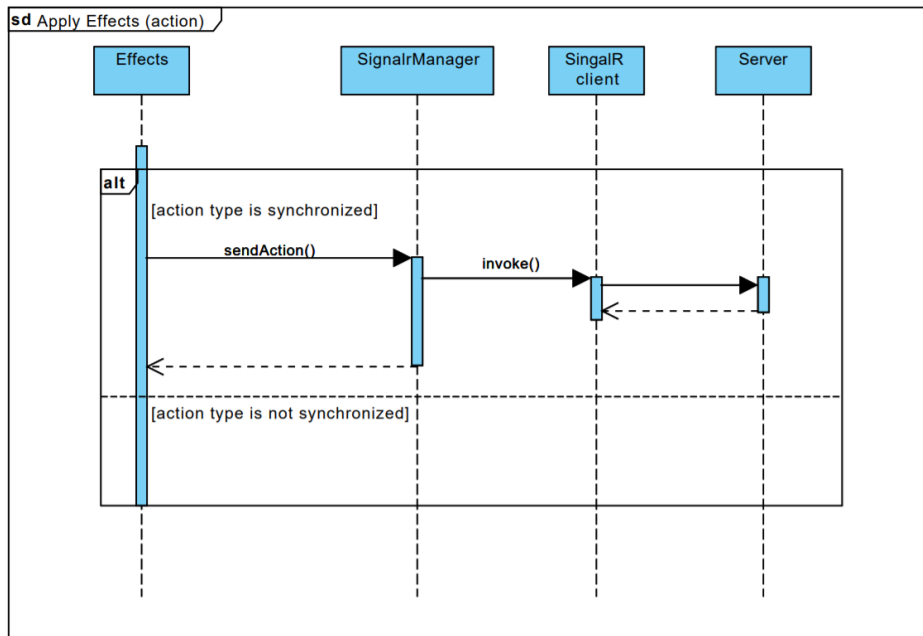 sd Apply Effects (action)
Effects
SignalrManager
SingalR
client
Server
alt
[action type is synchronized]
sendAction()
invoke()
[action type is not synchronized]